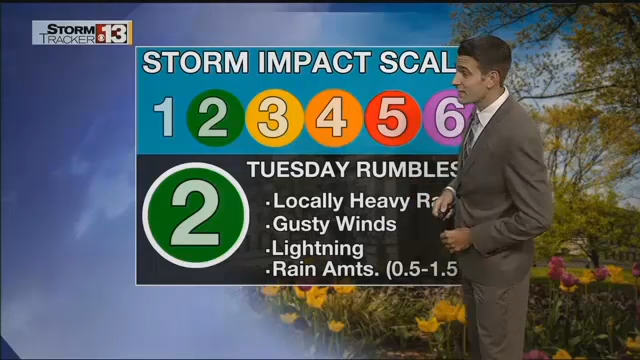 STORM
TRACKER 13
STORM IMPACT SCAL
1 2 3 4 5 6
2
TUESDAY RUMBLES
• Locally Heavy Ra
• Gusty Winds
• Lightning
• Rain Amts. (0.5-1.5